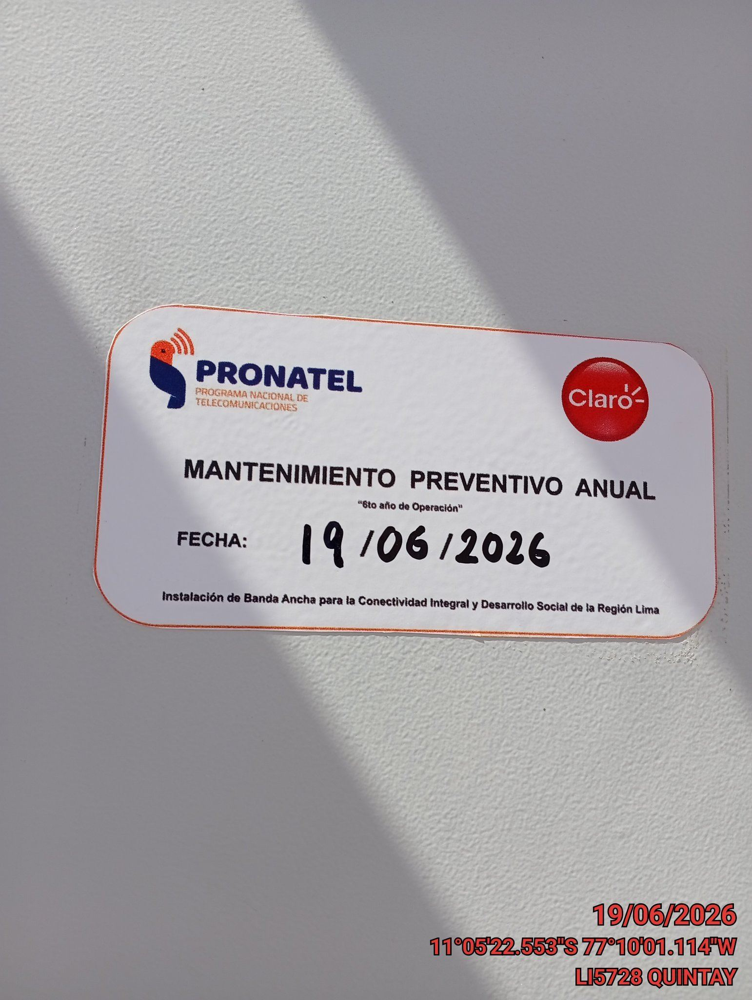 PRONATEL
PROGRAMA NACIONAL DE
TELECOMUNICACIONES
Claro
MANTENIMIENTO PREVENTIVO ANUAL
"6to año de Operación"
FECHA: 19/06/2026
Instalación de Banda Ancha para la Conectividad Integral y Desarrollo Social de la Región Lima
19/06/2026
11°05'22.553"S 77°10'01.114"W
LI5728 QUINTAY